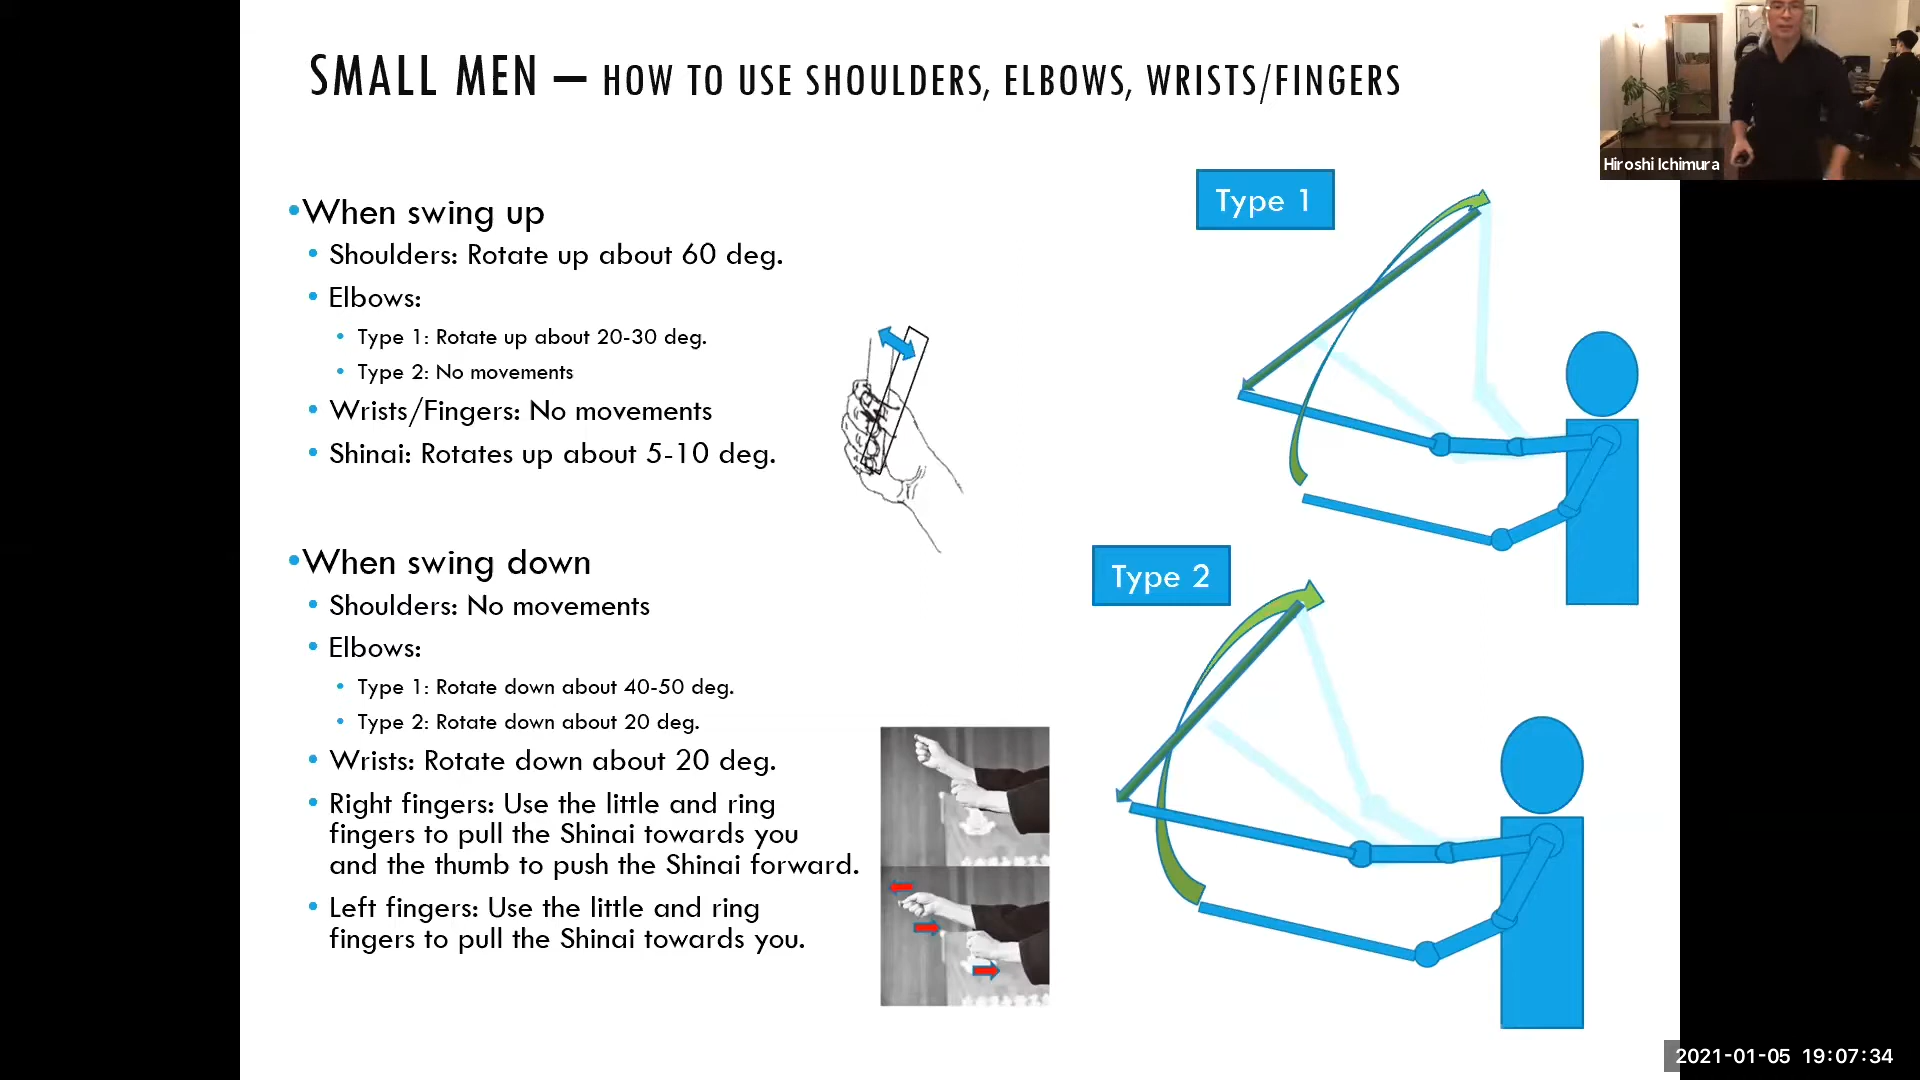 SMALL MEN — HOW TO USE SHOULDERS, ELBOWS, WRISTS/FINGERS
Hiroshi Ichimura
•When swing up
• Shoulders: Rotate up about 60 deg.
• Elbows:
• Type 1: Rotate up about 20-30 deg.
• Type 2: No movements
• Wrists/Fingers: No movements
• Shinai: Rotates up about 5-10 deg.
•When swing down
• Shoulders: No movements
• Elbows:
• Type 1: Rotate down about 40-50 deg.
• Type 2: Rotate down about 20 deg.
• Wrists: Rotate down about 20 deg.
• Right fingers: Use the little and ring
fingers to pull the Shinai towards you
and the thumb to push the Shinai forward.
• Left fingers: Use the little and ring
fingers to pull the Shinai towards you.
Type 1
Type 2
2021-01-05 19:07:34